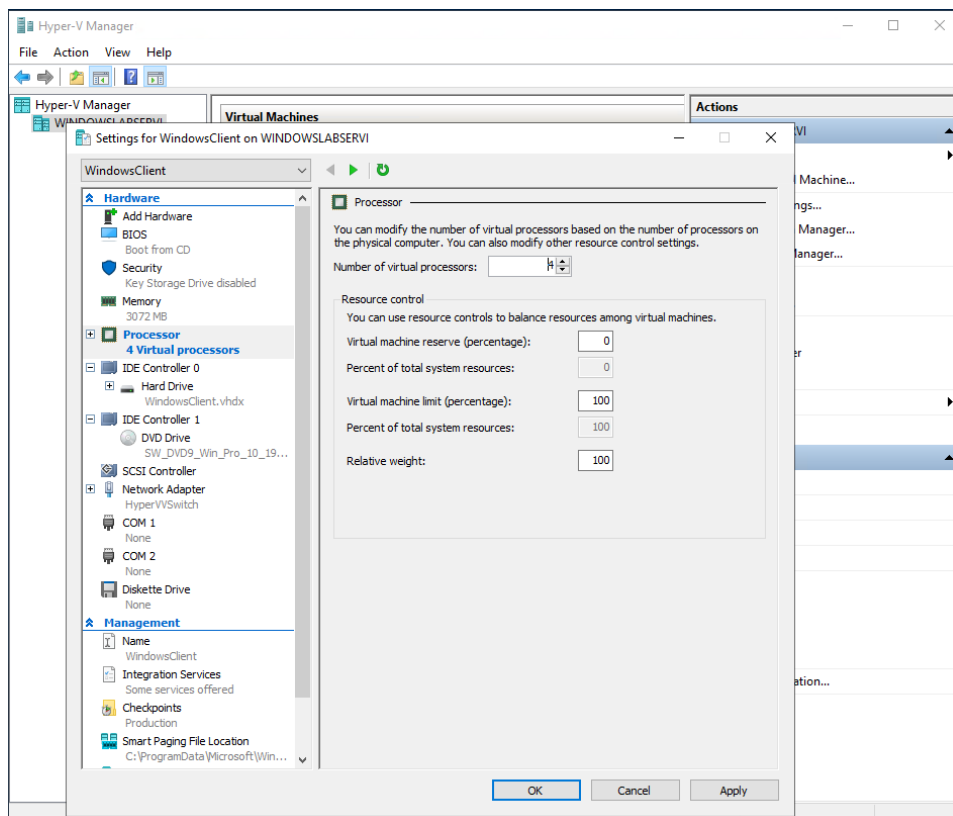 Hyper-V Manager
File Action View Help
Hyper-V Manager
WINDOWSLABSERVI
Virtual Machines
Actions
VI
Machine...
ngs...
Manager...
Manager...
er
ation...
Settings for WindowsClient on WINDOWSLABSERVI
WindowsClient
Hardware
Add Hardware
BIOS
Boot from CD
Security
Key Storage Drive disabled
Memory
3072 MB
Processor
4 Virtual processors
IDE Controller 0
Hard Drive
WindowsClient.vhdx
IDE Controller 1
DVD Drive
SW_DVD9_Win_Pro_10_19...
SCSI Controller
Network Adapter
HyperVVSwitch
COM 1
None
COM 2
None
Diskette Drive
None
Management
Name
WindowsClient
Integration Services
Some services offered
Checkpoints
Production
Smart Paging File Location
C:\ProgramData\Microsoft\Win...
Processor
You can modify the number of virtual processors based on the number of processors on
the physical computer. You can also modify other resource control settings.
Number of virtual processors: 4
Resource control
You can use resource controls to balance resources among virtual machines.
Virtual machine reserve (percentage): 0
Percent of total system resources: 0
Virtual machine limit (percentage): 100
Percent of total system resources: 100
Relative weight: 100
OK Cancel Apply